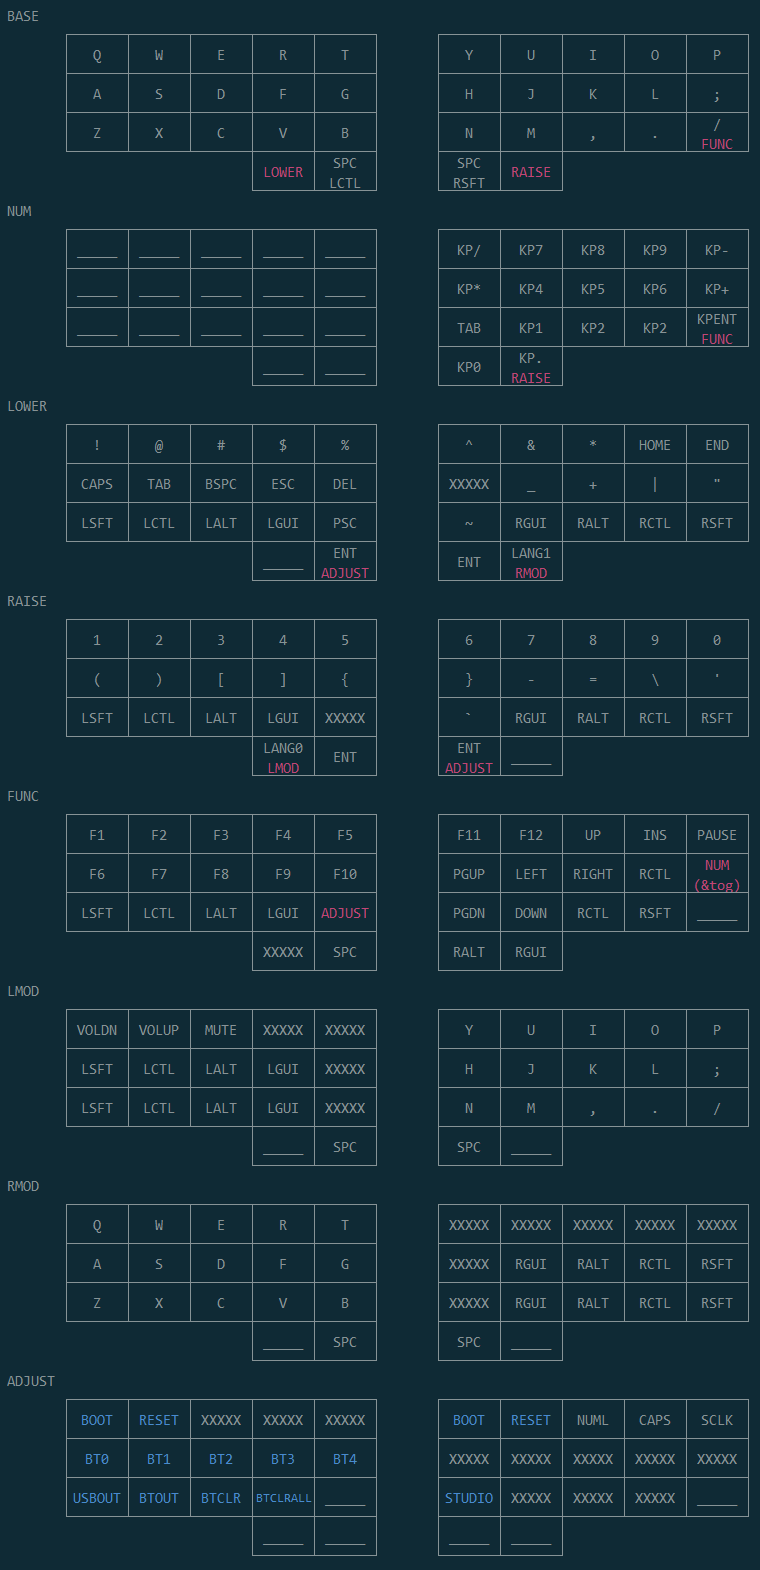 BASE
Q W E R T Y U I O P
A S D F G H J K L ;
Z X C V B N M , . /
FUNC
LOWER SPC SPC RAISE
LCTL RSFT
NUM
_____ _____ _____ _____ _____ KP/ KP7 KP8 KP9 KP-
_____ _____ _____ _____ _____ KP* KP4 KP5 KP6 KP+
_____ _____ _____ _____ _____ TAB KP1 KP2 KP2 KPENT
FUNC
_____ _____ KP0 KP.
RAISE
LOWER
! @ # $ % ^ & * HOME END
CAPS TAB BSPC ESC DEL XXXXX _ + | "
LSFT LCTL LALT LGUI PSC ~ RGUI RALT RCTL RSFT
_____ ENT ENT LANG1
ADJUST RMOD
RAISE
1 2 3 4 5 6 7 8 9 0
( ) [ ] { } - = \ '
LSFT LCTL LALT LGUI XXXXX ` RGUI RALT RCTL RSFT
LANG0 ENT ENT _____
LMOD ADJUST
FUNC
F1 F2 F3 F4 F5 F11 F12 UP INS PAUSE
F6 F7 F8 F9 F10 PGUP LEFT RIGHT RCTL NUM
(&tog)
LSFT LCTL LALT LGUI ADJUST PGDN DOWN RCTL RSFT _____
XXXXX SPC RALT RGUI
LMOD
VOLDN VOLUP MUTE XXXXX XXXXX Y U I O P
LSFT LCTL LALT LGUI XXXXX H J K L ;
LSFT LCTL LALT LGUI XXXXX N M , . /
_____ SPC SPC _____
RMOD
Q W E R T XXXXX XXXXX XXXXX XXXXX XXXXX
A S D F G XXXXX RGUI RALT RCTL RSFT
Z X C V B XXXXX RGUI RALT RCTL RSFT
_____ SPC SPC _____
ADJUST
BOOT RESET XXXXX XXXXX XXXXX BOOT RESET NUML CAPS SCLK
BT0 BT1 BT2 BT3 BT4 XXXXX XXXXX XXXXX XXXXX XXXXX
USBOUT BTOUT BTCLR BTCLRALL _____ STUDIO XXXXX XXXXX XXXXX _____
_____ _____ _____ _____